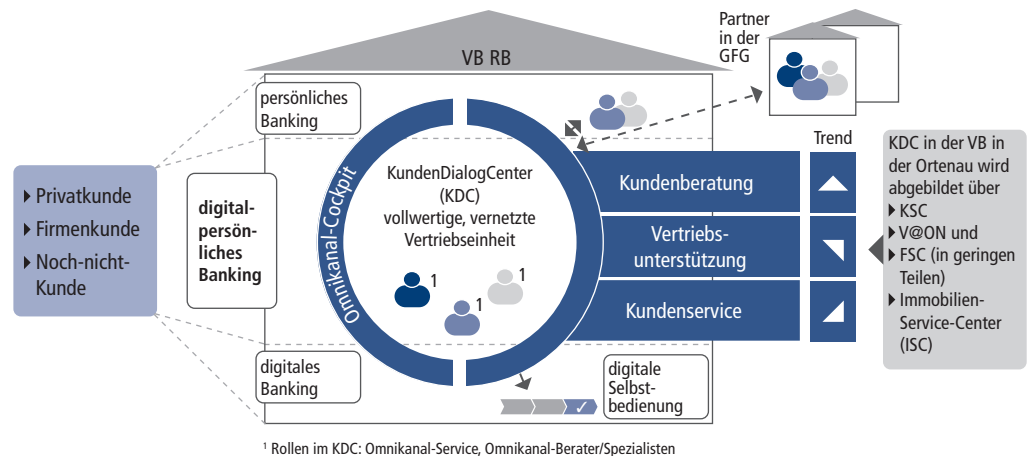 VB RB
Partner
in der
GFG
persönliches
Banking
▸ Privatkunde
▸ Firmenkunde
▸ Noch-nicht-
Kunde
digital-
persön-
liches
Banking
digitales
Banking
Omnikanal-Cockpit
KundenDialogCenter
(KDC)
vollwertige, vernetzte
Vertriebseinheit
1
1
1
Trend
Kundenberatung
Vertriebs-
unterstützung
Kundenservice
KDC in der VB in
der Ortenau wird
abgebildet über
▸ KSC
▸ V@ON und
▸ FSC (in geringen
Teilen)
▸ Immobilien-
Service-Center
(ISC)
digitale
Selbst-
bedienung
¹ Rollen im KDC: Omnikanal-Service, Omnikanal-Berater/Spezialisten